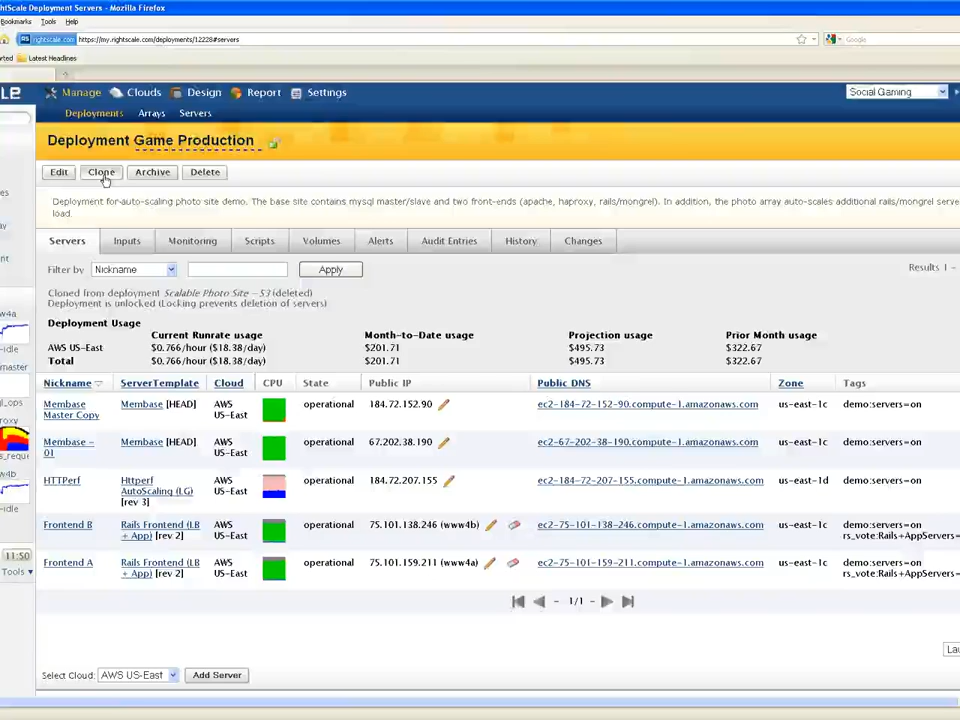 ghtScale Deployment Servers - Mozilla Firefox
Bookmarks Tools Help
rightscale.com https://my.rightscale.com/deployments/12228#servers Google
rted Latest Headlines
LE Manage Clouds Design Report Settings Social Gaming
Deployments Arrays Servers
Deployment Game Production
Edit Clone Archive Delete
Deployment for auto-scaling photo site demo. The base site contains mysql master/slave and two front-ends (apache, haproxy, rails/mongrel). In addition, the photo array auto-scales additional rails/mongrel serve
load.
Servers Inputs Monitoring Scripts Volumes Alerts Audit Entries History Changes
Filter by Nickname Apply Results 1 –
Cloned from deployment Scalable Photo Site – S3 (deleted)
Deployment is unlocked (Locking prevents deletion of servers)
Deployment Usage
Current Runrate usage Month-to-Date usage Projection usage Prior Month usage
AWS US-East $0.766/hour ($18.38/day) $201.71 $495.73 $322.67
Total $0.766/hour ($18.38/day) $201.71 $495.73 $322.67
Nickname ServerTemplate Cloud CPU State Public IP Public DNS Zone Tags
Membase Membase [HEAD] AWS operational 184.72.152.90 ec2-184-72-152-90.compute-1.amazonaws.com us-east-1c demo:servers=on
Master Copy US-East
Membase – Membase [HEAD] AWS operational 67.202.38.190 ec2-67-202-38-190.compute-1.amazonaws.com us-east-1c demo:servers=on
01 US-East
HTTPerf Httperf AWS operational 184.72.207.155 ec2-184-72-207-155.compute-1.amazonaws.com us-east-1d demo:servers=on
AutoScaling (LG) US-East
[rev 3]
Frontend B Rails Frontend (LB AWS operational 75.101.138.246 (www4b) ec2-75-101-138-246.compute-1.amazonaws.com us-east-1c demo:servers=on
+ App) [rev 2] US-East rs_vote:Rails+AppServers=
Frontend A Rails Frontend (LB AWS operational 75.101.159.211 (www4a) ec2-75-101-159-211.compute-1.amazonaws.com us-east-1c demo:servers=on
+ App) [rev 2] US-East rs_vote:Rails+AppServers=
1/1
Lau
Select Cloud: AWS US-East Add Server
w4a
-idle
master
gl_ops
roxy
s_reque
w4b
-idle
11:50
Tools